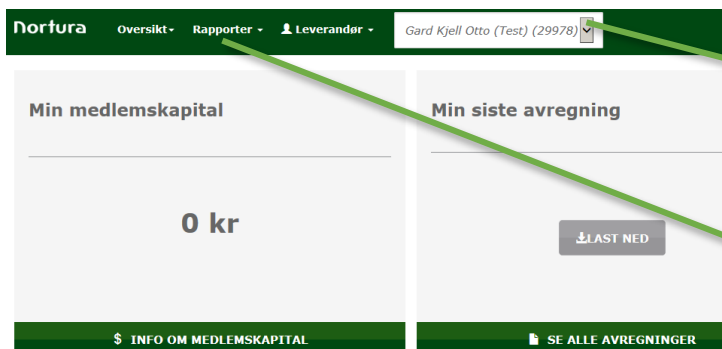 Nortura Oversikt Rapporter Leverandør Gard Kjell Otto (Test) (29978)
Min medlemskapital
Min siste avregning
0 kr
LAST NED
$ INFO OM MEDLEMSKAPITAL
SE ALLE AVREGNINGER